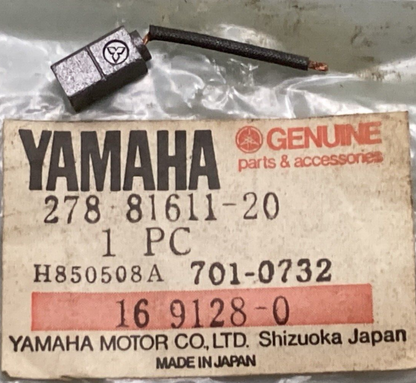 YAMAHA GENUINE
parts & accessories
278 81611-20
1 PC
H850508A 701-0732
16 9128-0
YAMAHA MOTOR CO,LTD. Shizuoka Japan
MADE IN JAPAN